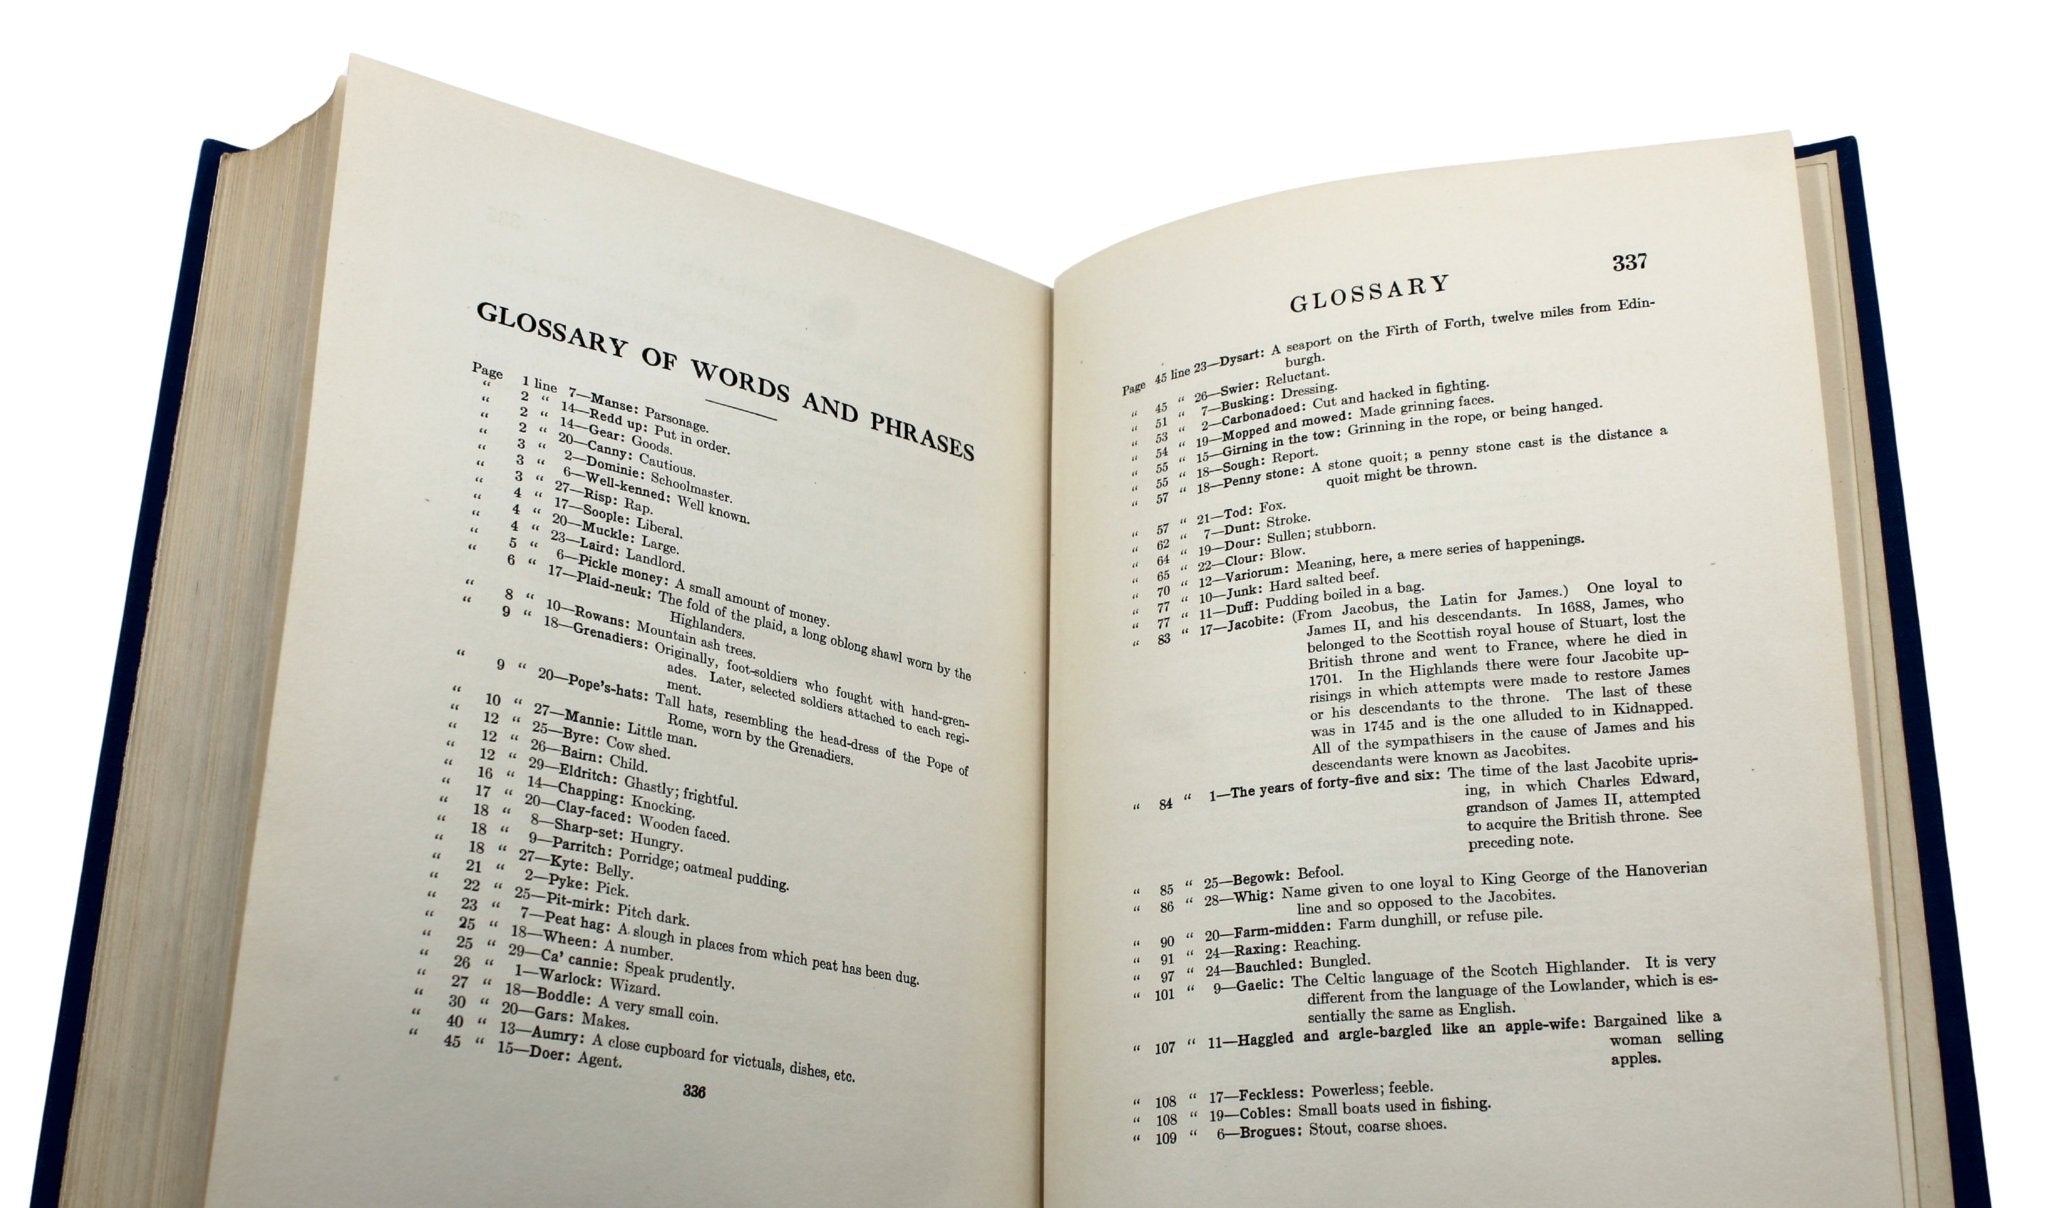 GLOSSARY OF WORDS AND PHRASES
Page 1 line 7—Manse: Parsonage.
“ 2 “ 14—Redd up: Put in order.
“ 2 “ 14—Gear: Goods.
“ 2 “ 20—Canny: Cautious.
“ 3 “ 2—Dominie: Schoolmaster.
“ 3 “ 6—Well-kenned: Well known.
“ 3 “ 27—Risp: Rap.
“ 4 “ 17—Soople: Liberal.
“ 4 “ 20—Muckle: Large.
“ 4 “ 23—Laird: Landlord.
“ 5 “ 6—Pickle money: A small amount of money.
“ 6 “ 17—Plaid-neuk: The fold of the plaid, a long oblong shawl worn by the
Highlanders.
“ 8 “ 10—Rowans: Mountain ash trees.
“ 9 “ 18—Grenadiers: Originally, foot-soldiers who fought with hand-gren-
ades. Later, selected soldiers attached to each regi-
ment.
“ 9 “ 20—Pope's-hats: Tall hats, resembling the head-dress of the Pope of
Rome, worn by the Grenadiers.
“ 10 “ 27—Mannie: Little man.
“ 12 “ 25—Byre: Cow shed.
“ 12 “ 26—Bairn: Child.
“ 12 “ 29—Eldritch: Ghastly; frightful.
“ 16 “ 14—Chapping: Knocking.
“ 17 “ 20—Clay-faced: Wooden faced.
“ 18 “ 8—Sharp-set: Hungry.
“ 18 “ 9—Parritch: Porridge; oatmeal pudding.
“ 18 “ 27—Kyte: Belly.
“ 21 “ 2—Pyke: Pick.
“ 22 “ 25—Pit-mirk: Pitch dark.
“ 23 “ 7—Peat hag: A slough in places from which peat has been dug.
“ 25 “ 18—Wheen: A number.
“ 25 “ 29—Ca' cannie: Speak prudently.
“ 26 “ 1—Warlock: Wizard.
“ 27 “ 18—Boddle: A very small coin.
“ 30 “ 20—Gars: Makes.
“ 40 “ 13—Aumry: A close cupboard for victuals, dishes, etc.
“ 45 “ 15—Doer: Agent.
336
GLOSSARY 337
Page 45 line 23—Dysart: A seaport on the Firth of Forth, twelve miles from Edin-
burgh.
“ 45 “ 26—Swier: Reluctant.
“ 51 “ 7—Busking: Dressing.
“ 53 “ 2—Carbonadoed: Cut and hacked in fighting.
“ 54 “ 19—Mopped and mowed: Made grinning faces.
“ 55 “ 15—Girning in the tow: Grinning in the rope, or being hanged.
“ 55 “ 18—Sough: Report.
“ 57 “ 18—Penny stone: A stone quoit; a penny stone cast is the distance a
quoit might be thrown.
“ 57 “ 21—Tod: Fox.
“ 62 “ 7—Dunt: Stroke.
“ 64 “ 19—Dour: Sullen; stubborn.
“ 65 “ 22—Clour: Blow.
“ 70 “ 12—Variorum: Meaning, here, a mere series of happenings.
“ 77 “ 10—Junk: Hard salted beef.
“ 77 “ 11—Duff: Pudding boiled in a bag.
“ 83 “ 17—Jacobite: (From Jacobus, the Latin for James.) One loyal to
James II, and his descendants. In 1688, James, who
belonged to the Scottish royal house of Stuart, lost the
British throne and went to France, where he died in
1701. In the Highlands there were four Jacobite up-
risings in which attempts were made to restore James
or his descendants to the throne. The last of these
was in 1745 and is the one alluded to in Kidnapped.
All of the sympathisers in the cause of James and his
descendants were known as Jacobites.
“ 84 “ 1—The years of forty-five and six: The time of the last Jacobite upris-
ing, in which Charles Edward,
grandson of James II, attempted
to acquire the British throne. See
preceding note.
“ 85 “ 25—Begowk: Befool.
“ 86 “ 28—Whig: Name given to one loyal to King George of the Hanoverian
line and so opposed to the Jacobites.
“ 90 “ 20—Farm-midden: Farm dunghill, or refuse pile.
“ 91 “ 24—Raxing: Reaching.
“ 97 “ 24—Bauchled: Bungled.
“ 101 “ 9—Gaelic: The Celtic language of the Scotch Highlander. It is very
different from the language of the Lowlander, which is es-
sentially the same as English.
“ 107 “ 11—Haggled and argle-bargled like an apple-wife: Bargained like a
woman selling
apples.
“ 108 “ 17—Feckless: Powerless; feeble.
“ 108 “ 19—Cobles: Small boats used in fishing.
“ 109 “ 6—Brogues: Stout, coarse shoes.